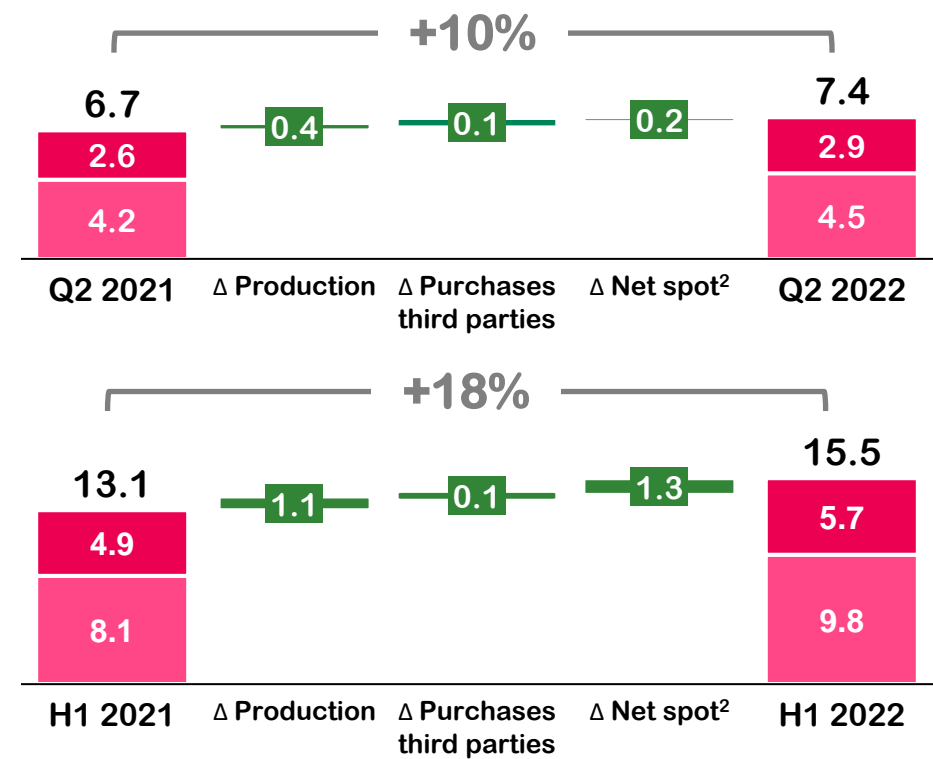 +10%
6.7
7.4
0.4
0.1
0.2
2.6
2.9
4.2
4.5
Q2 2021
Δ Production
Δ Purchases
third parties
Δ Net spot²
Q2 2022
+18%
13.1
15.5
1.1
0.1
1.3
4.9
5.7
8.1
9.8
H1 2021
Δ Production
Δ Purchases
third parties
Δ Net spot²
H1 2022